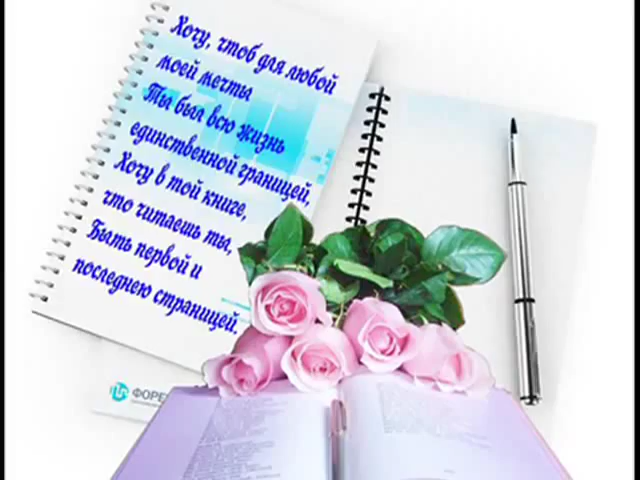 Хочу, чтоб для любой
моей мечты
Ты был всю жизнь
единственной границей,
Хочу в той книге,
что читаешь ты,
Быть первой и
последнею страницей.